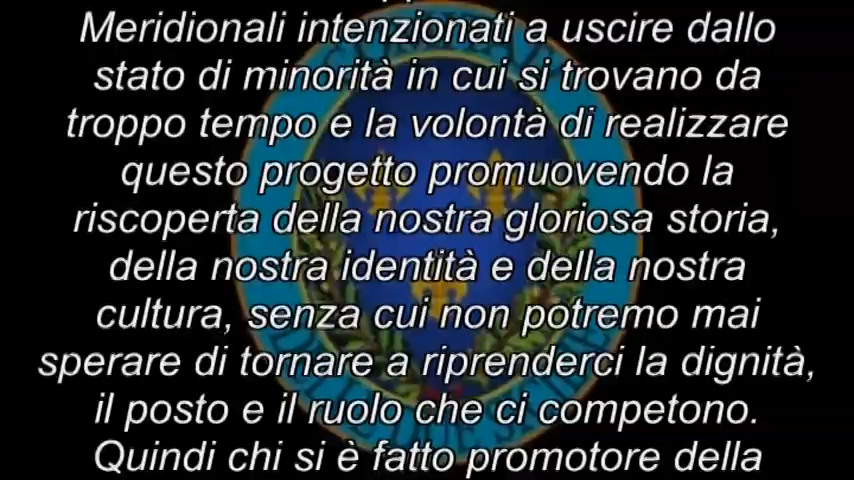 Meridionali intenzionati a uscire dallo
stato di minorità in cui si trovano da
troppo tempo e la volontà di realizzare
questo progetto promuovendo la
riscoperta della nostra gloriosa storia,
della nostra identità e della nostra
cultura, senza cui non potremo mai
sperare di tornare a riprenderci la dignità,
il posto e il ruolo che ci competono.
Quindi chi si è fatto promotore della